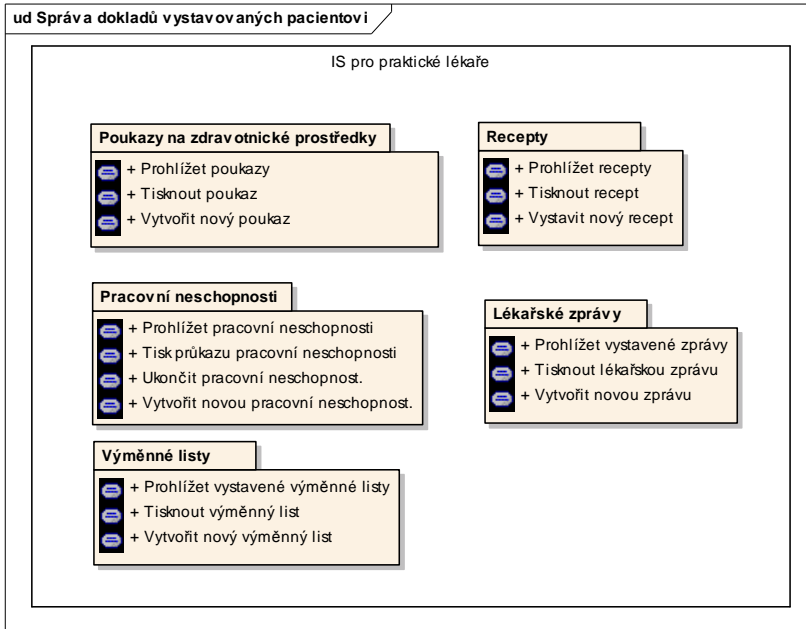 ud Správa dokladů vystavovaných pacientovi
IS pro praktické lékaře
Poukazy na zdravotnické prostředky
+ Prohlížet poukazy
+ Tisknout poukaz
+ Vytvořit nový poukaz
Recepty
+ Prohlížet recepty
+ Tisknout recept
+ Vystavit nový recept
Pracovní neschopnosti
+ Prohlížet pracovní neschopnosti
+ Tisk průkazu pracovní neschopnosti
+ Ukončit pracovní neschopnost.
+ Vytvořit novou pracovní neschopnost.
Lékařské zprávy
+ Prohlížet vystavené zprávy
+ Tisknout lékařskou zprávu
+ Vytvořit novou zprávu
Výměnné listy
+ Prohlížet vystavené výměnné listy
+ Tisknout výměnný list
+ Vytvořit nový výměnný list